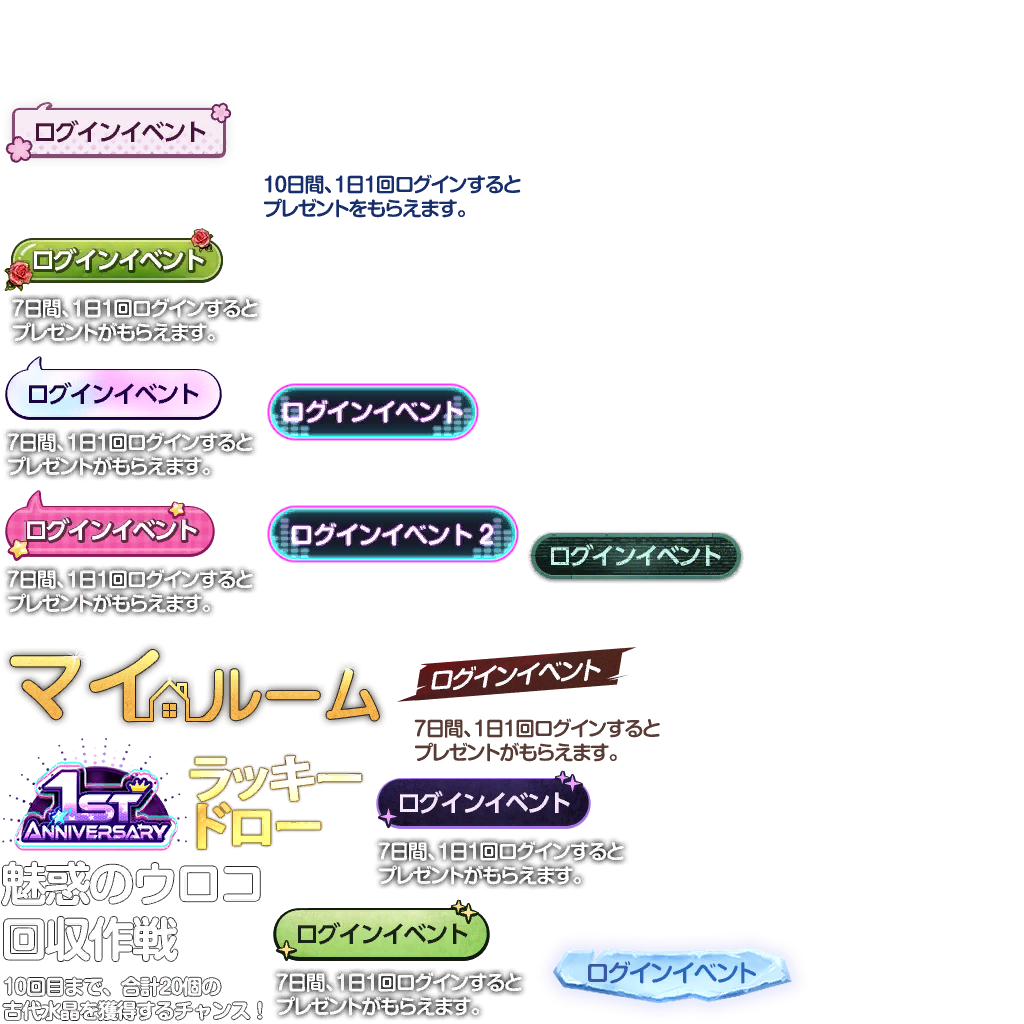 ログインイベント
10日間、1日1回ログインすると
プレゼントをもらえます。
ログインイベント
7日間、1日1回ログインすると
プレゼントがもらえます。
ログインイベント
7日間、1日1回ログインすると
プレゼントがもらえます。
ログインイベント
ログインイベント
7日間、1日1回ログインすると
プレゼントがもらえます。
ログインイベント 2
ログインイベント
マイルーム
ログインイベント
7日間、1日1回ログインすると
プレゼントがもらえます。
1ST
ANNIVERSARY
ラッキー
ドロー
ログインイベント
7日間、1日1回ログインすると
プレゼントがもらえます。
魅惑のウロコ
回収作戦
10回目まで、合計20個の
古代水晶を獲得するチャンス！
ログインイベント
7日間、1日1回ログインすると
プレゼントがもらえます。
ログインイベント